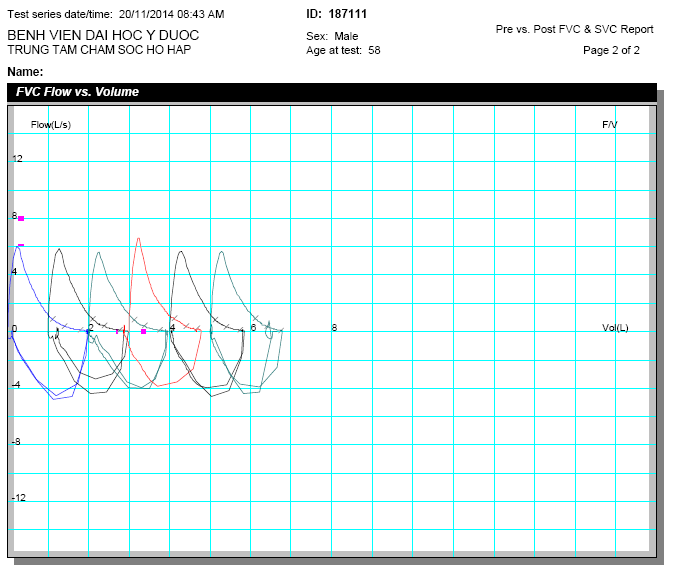 Test series date/time: 20/11/2014 08:43 AM
ID: 187111
Pre vs. Post FVC & SVC Report
BENH VIEN DAI HOC Y DUOC
Sex: Male
TRUNG TAM CHAM SOC HO HAP
Age at test: 58
Page 2 of 2
Name:
FVC Flow vs. Volume
Flow(L/s)
F/V
12
8
4
0
2
4
6
8
Vol(L)
-4
-8
-12